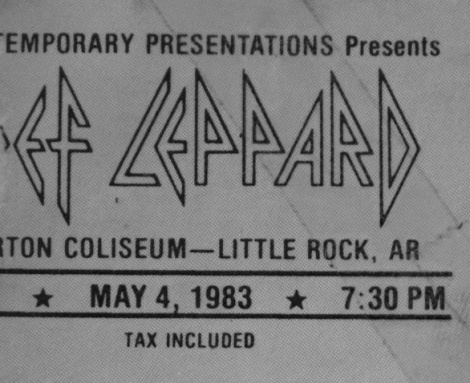 TEMPORARY PRESENTATIONS Presents
EF LEPPARD
RTON COLISEUM—LITTLE ROCK, AR
★ MAY 4, 1983 ★ 7:30 PM
TAX INCLUDED